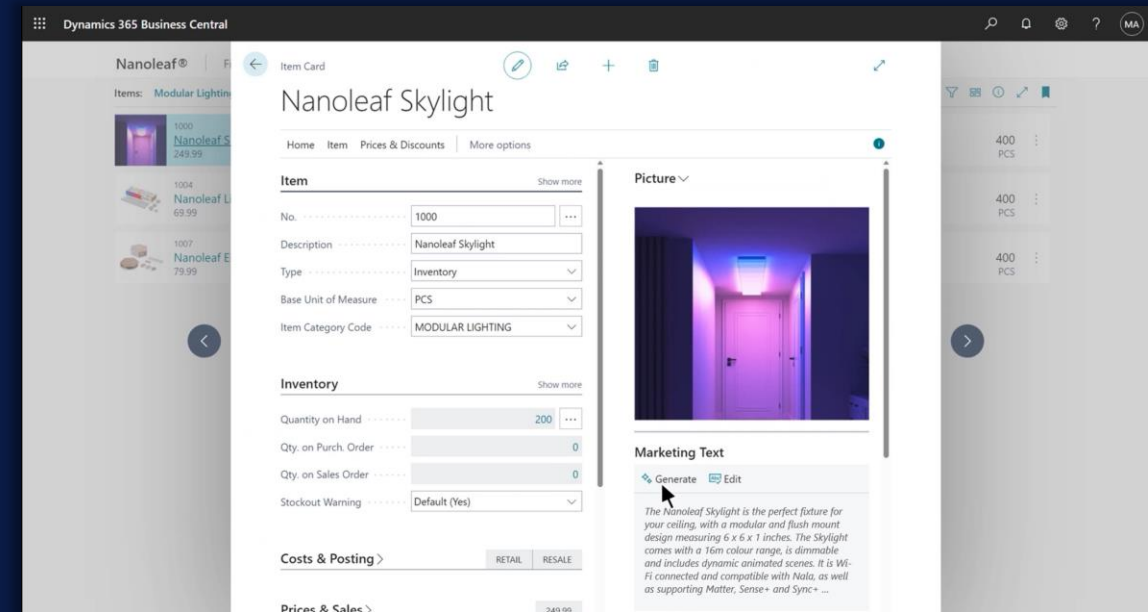 Dynamics 365 Business Central
MA
Nanoleaf®
Items: Modular Lighting
1000
Nanoleaf S
249.99
400
PCS
1004
Nanoleaf Li
69.99
400
PCS
1007
Nanoleaf E
79.99
400
PCS
Item Card
Nanoleaf Skylight
Home Item Prices & Discounts More options
Item Show more
No. 1000
Description Nanoleaf Skylight
Type Inventory
Base Unit of Measure PCS
Item Category Code MODULAR LIGHTING
Inventory Show more
Quantity on Hand 200
Qty. on Purch. Order 0
Qty. on Sales Order 0
Stockout Warning Default (Yes)
Costs & Posting RETAIL RESALE
Prices & Sales 249.99
Picture
Marketing Text
Generate Edit
The Nanoleaf Skylight is the perfect fixture for
your ceiling, with a modular and flush mount
design measuring 6 x 6 x 1 inches. The Skylight
comes with a 16m colour range, is dimmable
and includes dynamic animated scenes. It is Wi-
Fi connected and compatible with Nala, as well
as supporting Matter, Sense+ and Sync+ ...